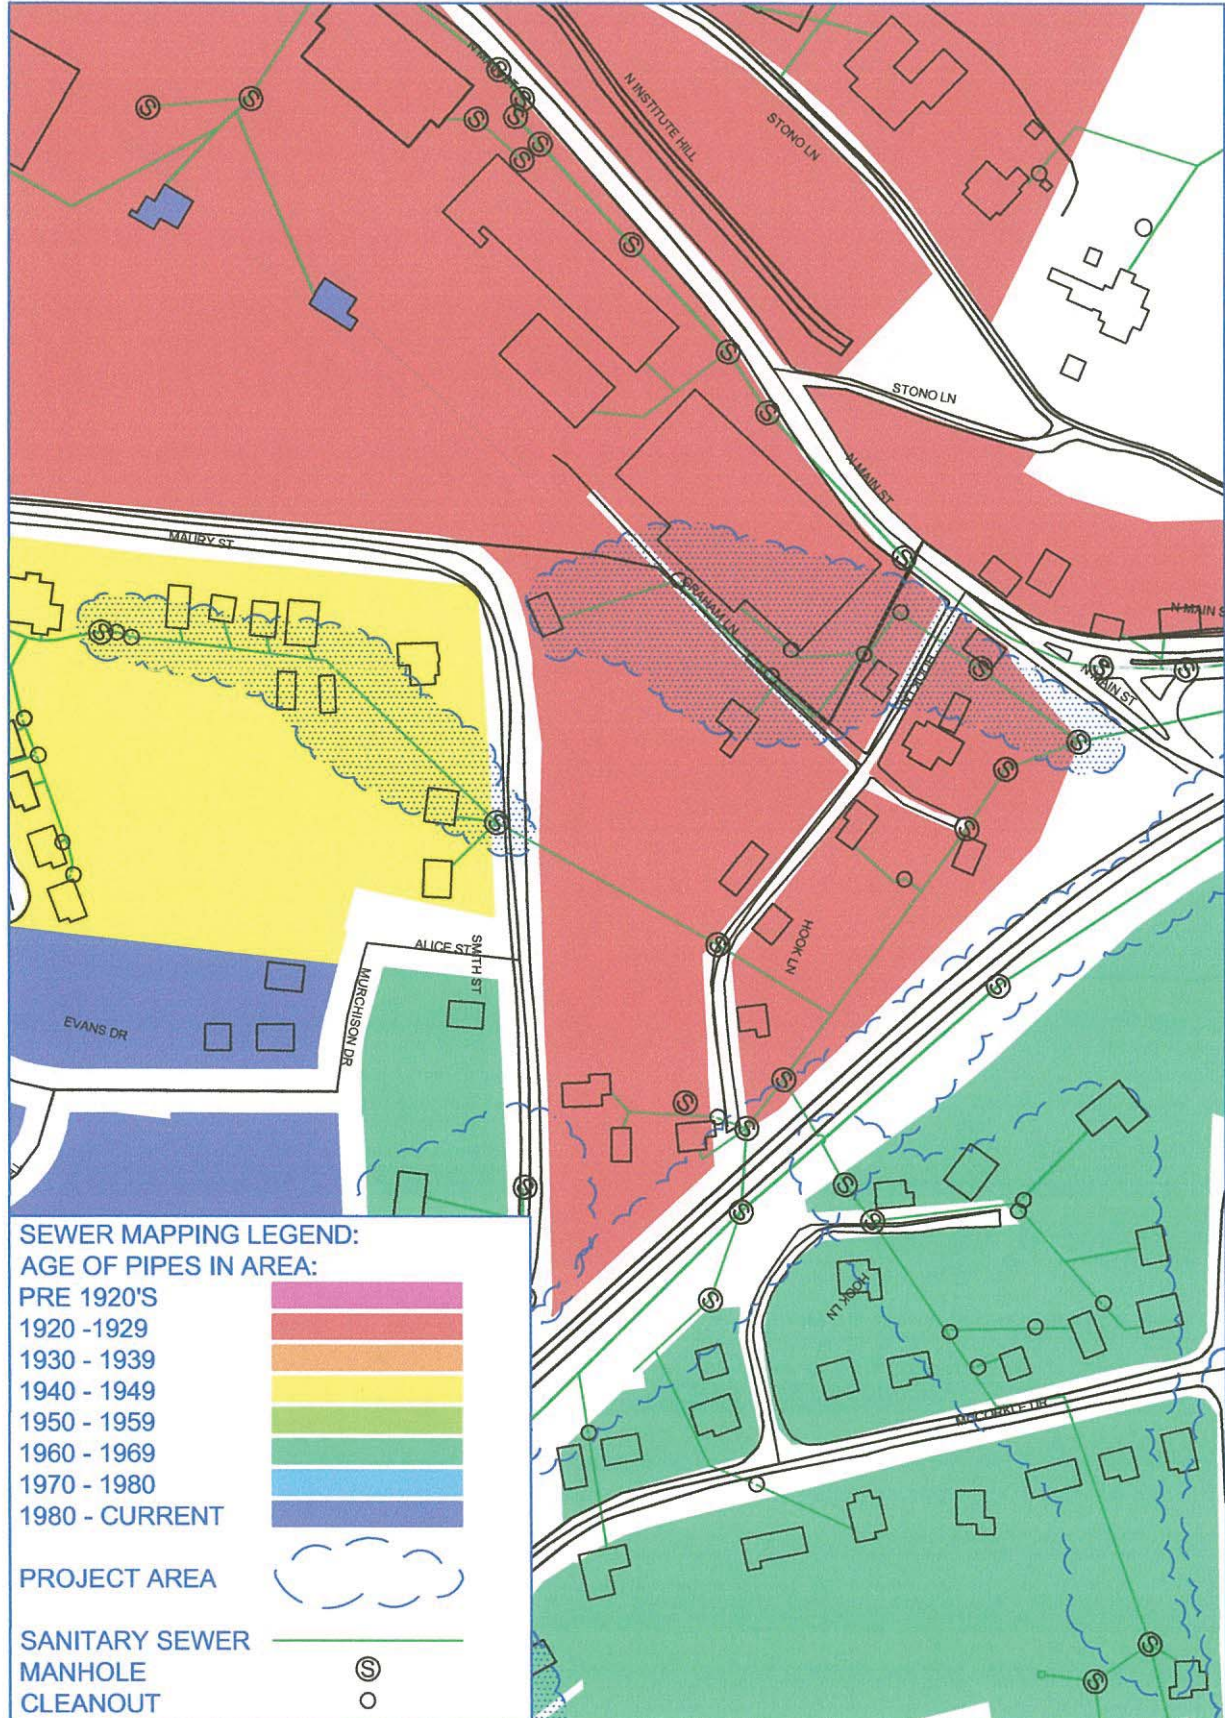 N INSTITUTE HILL
STONO LN
STONO LN
N MAIN ST
MAURY ST
GRAHAM LN
N MAIN S
N MAIN ST
HOOK LN
ALICE ST
SMITH ST
EVANS DR
MURCHISON DR
HOOK LN
MCCORKLE DR
SEWER MAPPING LEGEND:
AGE OF PIPES IN AREA:
PRE 1920'S
1920 -1929
1930 - 1939
1940 - 1949
1950 - 1959
1960 - 1969
1970 - 1980
1980 - CURRENT
PROJECT AREA
SANITARY SEWER
MANHOLE
Ⓢ
CLEANOUT